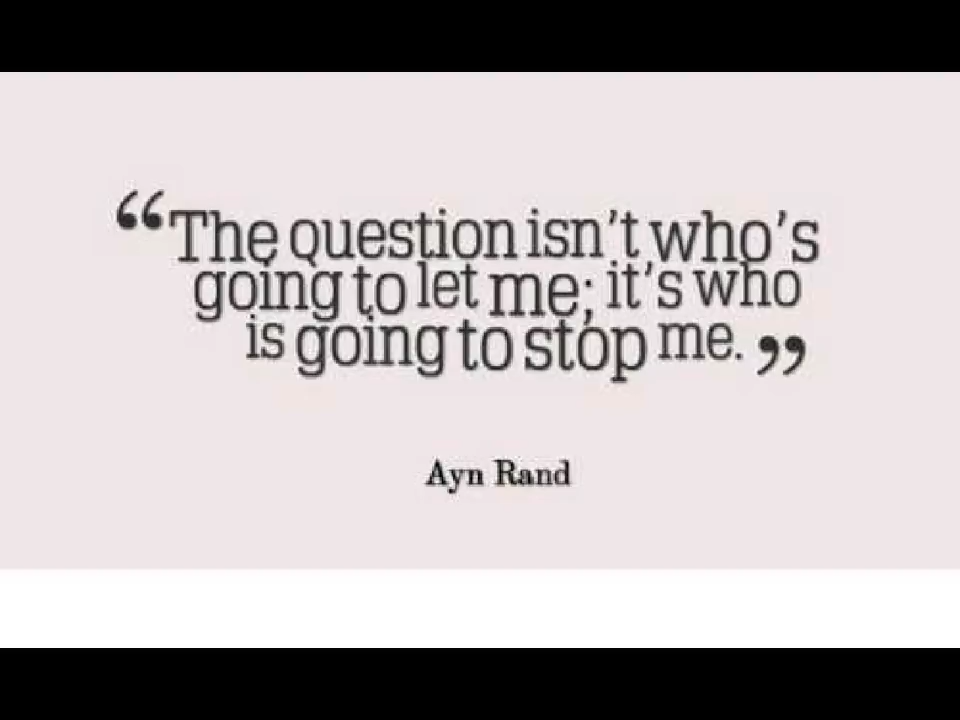 “The question isn’t who’s
going to let me; it’s who
is going to stop me.”
Ayn Rand